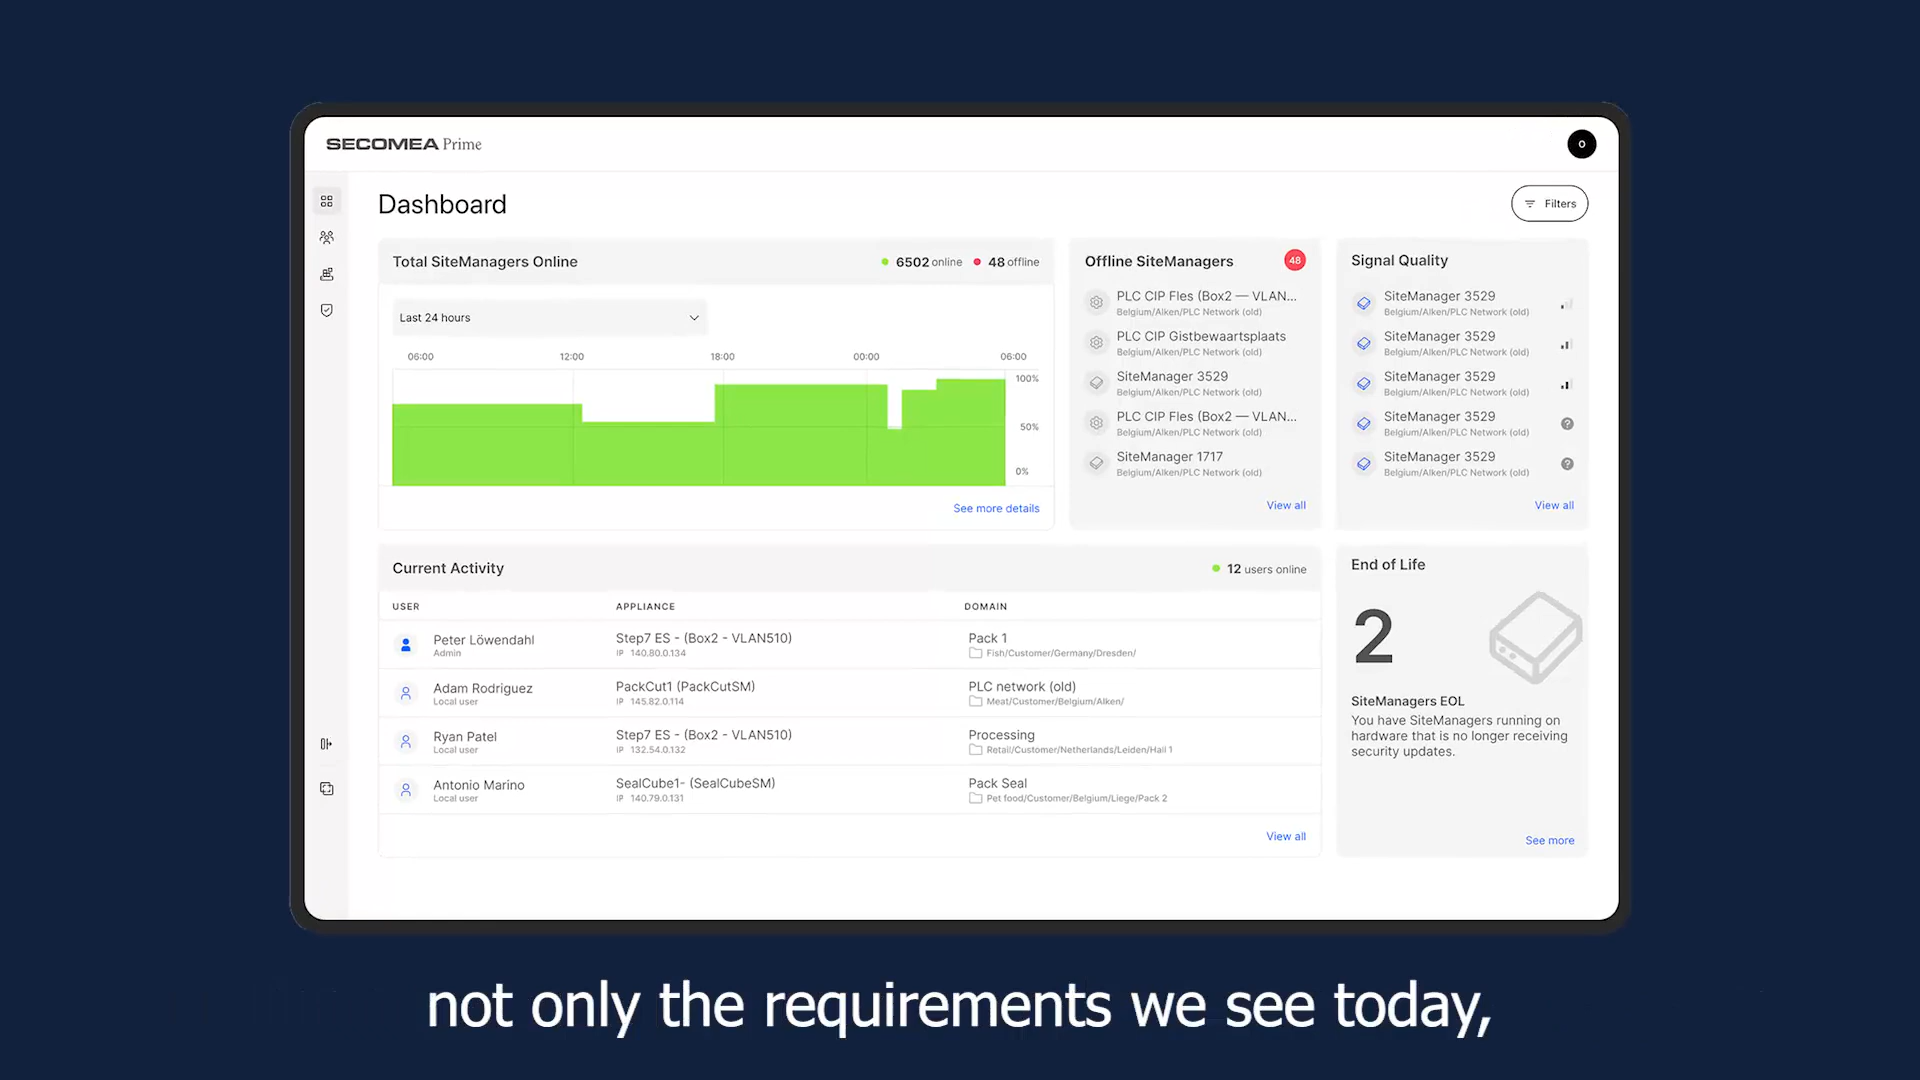 SECOMEA Prime
O
Dashboard
Filters
Total SiteManagers Online
6502 online
48 offline
Last 24 hours
06:00
12:00
18:00
00:00
06:00
100%
50%
0%
See more details
Offline SiteManagers
48
PLC CIP Fles (Box2 — VLAN...
Belgium/Alken/PLC Network (old)
PLC CIP Gistbewaartsplaats
Belgium/Alken/PLC Network (old)
SiteManager 3529
Belgium/Alken/PLC Network (old)
PLC CIP Fles (Box2 — VLAN...
Belgium/Alken/PLC Network (old)
SiteManager 1717
Belgium/Alken/PLC Network (old)
View all
Signal Quality
SiteManager 3529
Belgium/Alken/PLC Network (old)
SiteManager 3529
Belgium/Alken/PLC Network (old)
SiteManager 3529
Belgium/Alken/PLC Network (old)
SiteManager 3529
Belgium/Alken/PLC Network (old)
?
SiteManager 3529
Belgium/Alken/PLC Network (old)
?
View all
Current Activity
12 users online
USER
APPLIANCE
DOMAIN
Peter Löwendahl
Admin
Step7 ES - (Box2 - VLAN510)
IP 140.80.0.134
Pack 1
Fish/Customer/Germany/Dresden/
Adam Rodriguez
Local user
PackCut1 (PackCutSM)
IP 145.82.0.114
PLC network (old)
Meat/Customer/Belgium/Alken/
Ryan Patel
Local user
Step7 ES - (Box2 - VLAN510)
IP 132.54.0.132
Processing
Retail/Customer/Netherlands/Leiden/Hall 1
Antonio Marino
Local user
SealCube1- (SealCubeSM)
IP 140.79.0.131
Pack Seal
Pet food/Customer/Belgium/Liege/Pack 2
View all
End of Life
2
SiteManagers EOL
You have SiteManagers running on
hardware that is no longer receiving
security updates.
See more
not only the requirements we see today,